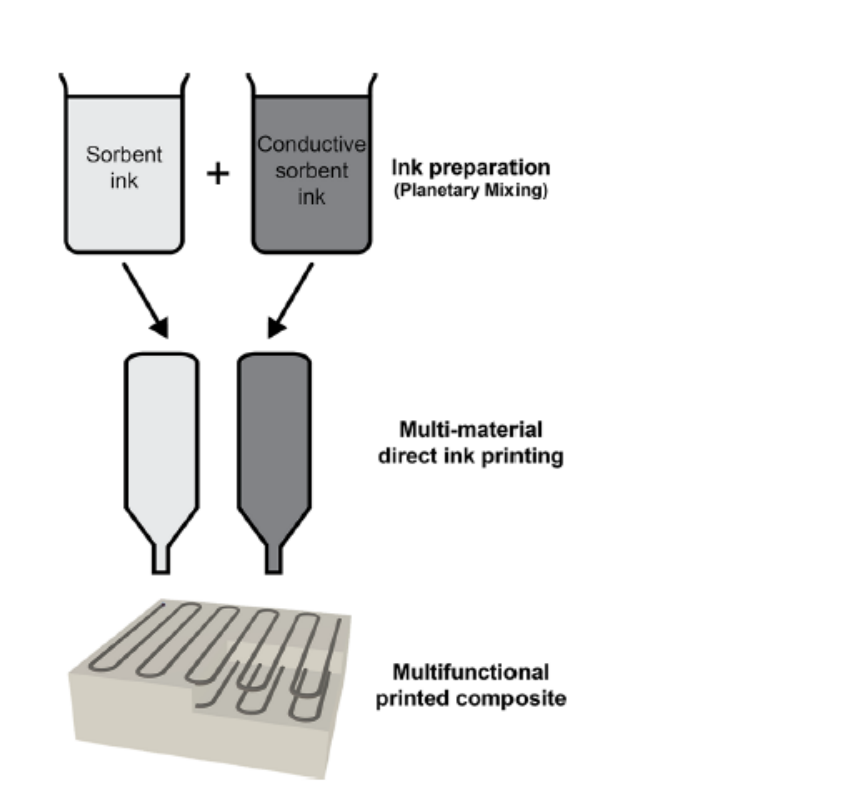 Sorbent
ink
+
Conductive
sorbent
ink
Ink preparation
(Planetary Mixing)
Multi-material
direct ink printing
Multifunctional
printed composite